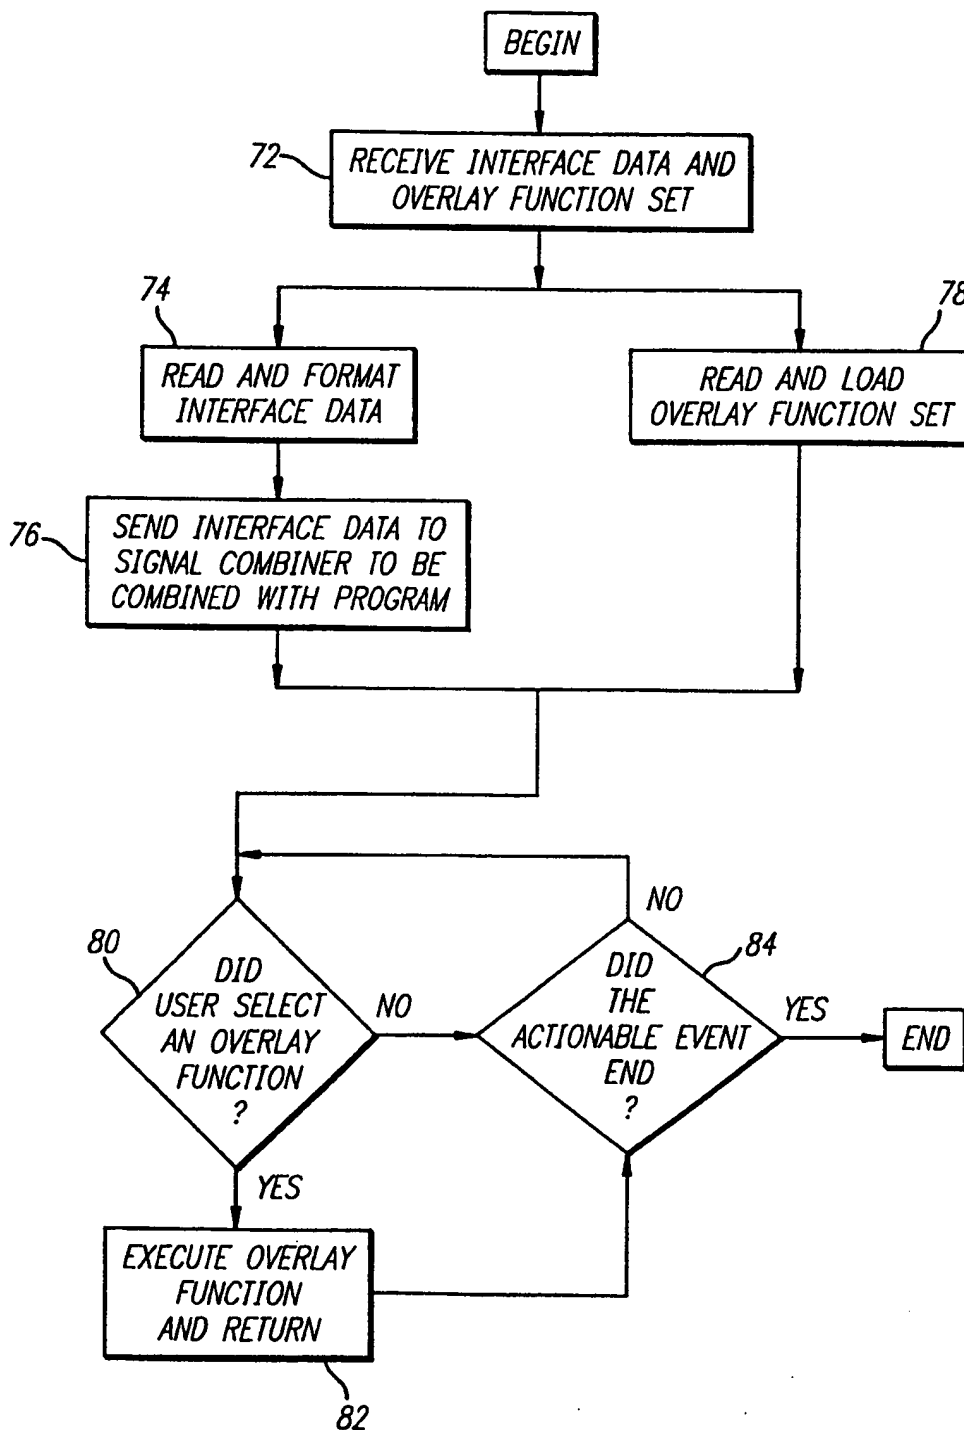 BEGIN
72
RECEIVE INTERFACE DATA AND
OVERLAY FUNCTION SET
74
READ AND FORMAT
INTERFACE DATA
78
READ AND LOAD
OVERLAY FUNCTION SET
76
SEND INTERFACE DATA TO
SIGNAL COMBINER TO BE
COMBINED WITH PROGRAM
80
DID
USER SELECT
AN OVERLAY
FUNCTION
?
NO
YES
84
DID
THE
ACTIONABLE EVENT
END
?
NO
YES
END
EXECUTE OVERLAY
FUNCTION
AND RETURN
82